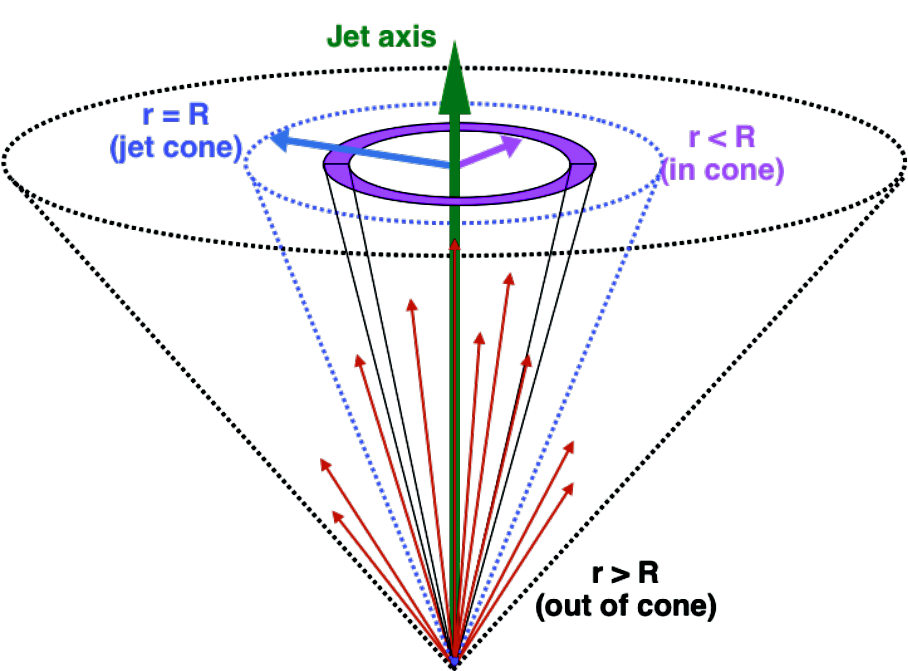 Jet axis
r = R
(jet cone)
r < R
(in cone)
r > R
(out of cone)